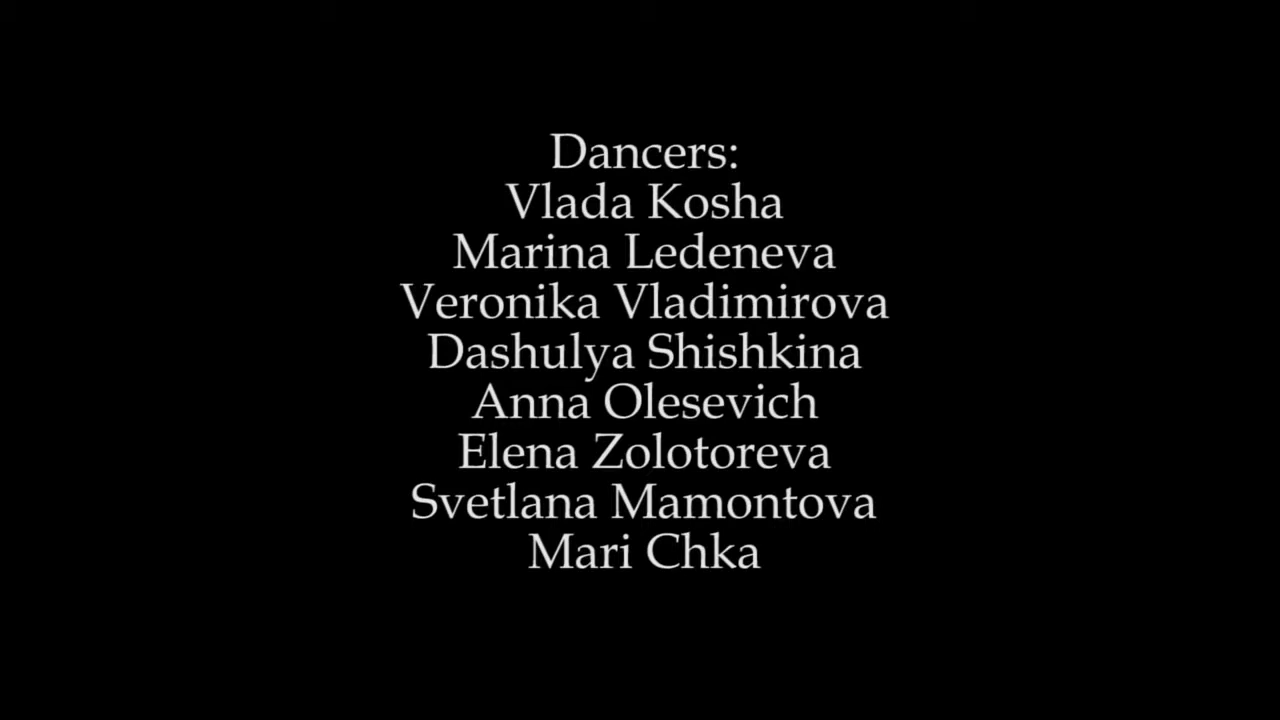 Dancers:
Vlada Kosha
Marina Ledeneva
Veronika Vladimirova
Dashulya Shishkina
Anna Olesevich
Elena Zolotoreva
Svetlana Mamontova
Mari Chka